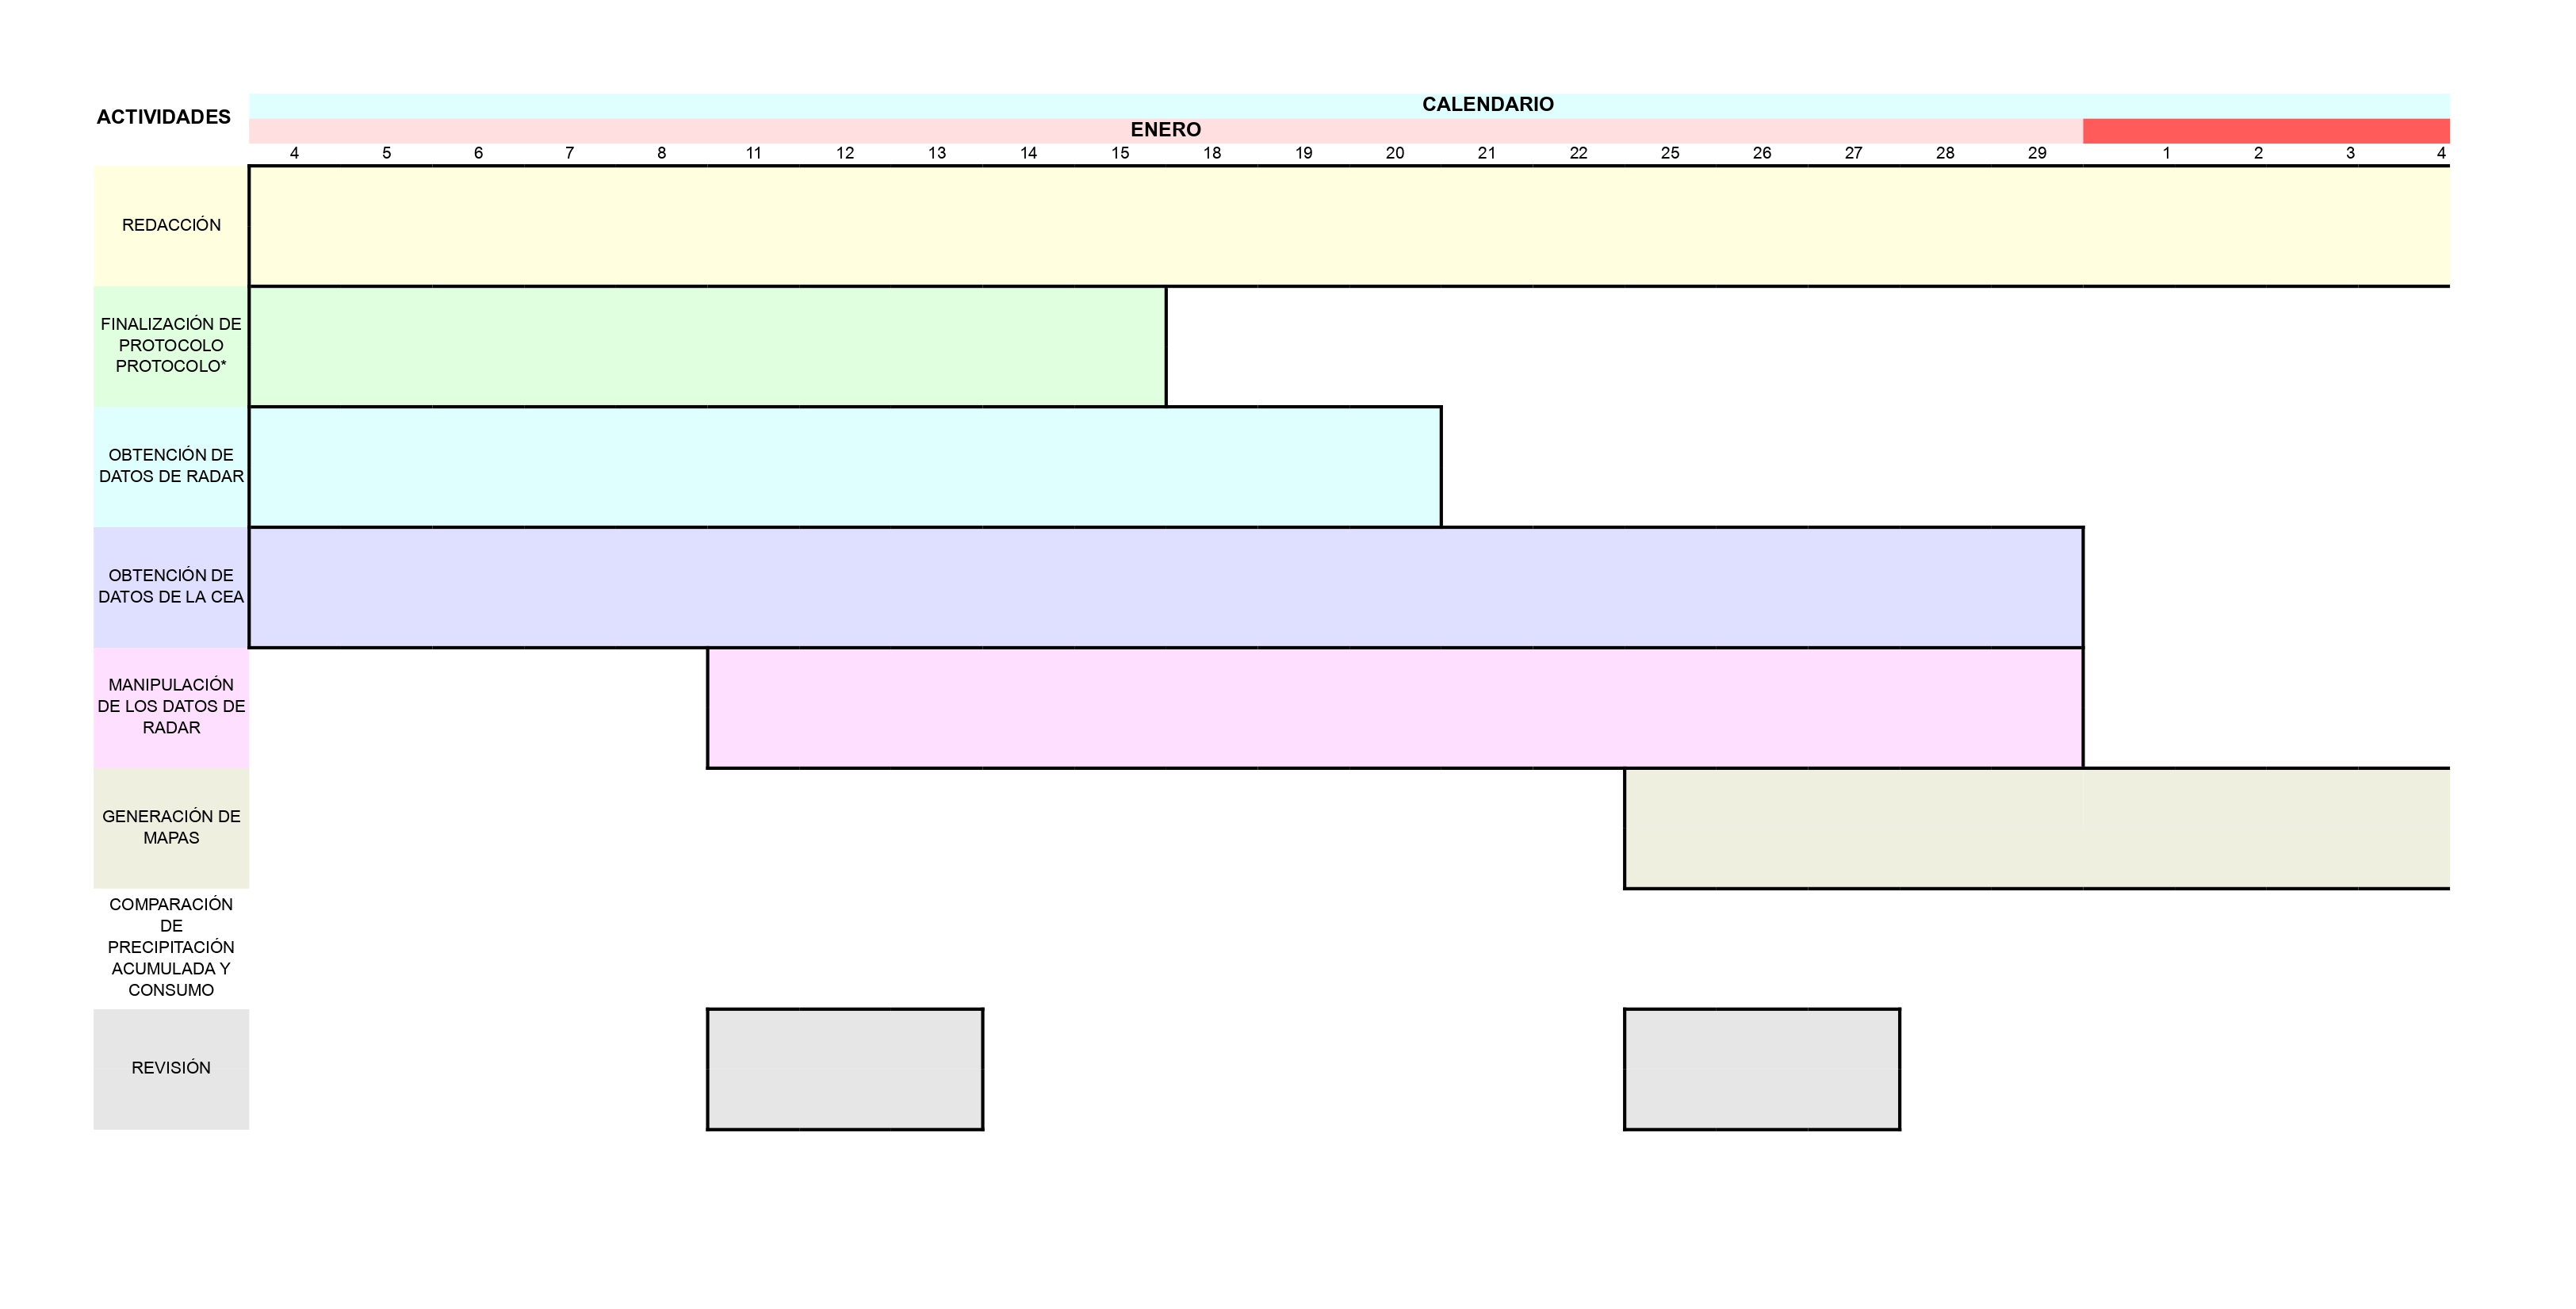 CALENDARIO
ACTIVIDADES
ENERO
4 5 6 7 8 11 12 13 14 15 18 19 20 21 22 25 26 27 28 29 1 2 3 4
REDACCIÓN
FINALIZACIÓN DE
PROTOCOLO
PROTOCOLO*
OBTENCIÓN DE
DATOS DE RADAR
OBTENCIÓN DE
DATOS DE LA CEA
MANIPULACIÓN
DE LOS DATOS DE
RADAR
GENERACIÓN DE
MAPAS
COMPARACIÓN
DE
PRECIPITACIÓN
ACUMULADA Y
CONSUMO
REVISIÓN